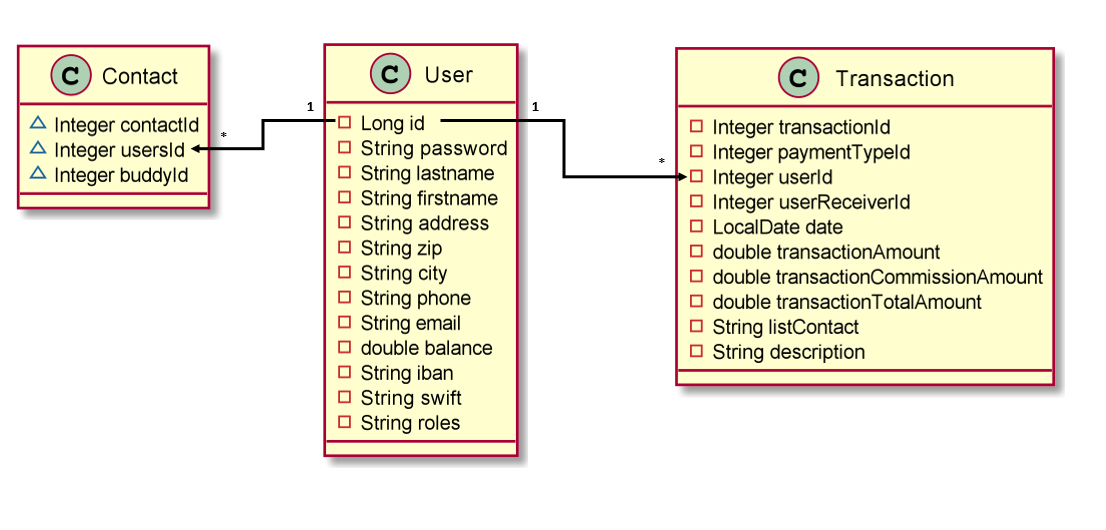 C Contact
Integer contactId
Integer usersId
Integer buddyId
1
*
C User
Long id
String password
String lastname
String firstname
String address
String zip
String city
String phone
String email
double balance
String iban
String swift
String roles
1
*
C Transaction
Integer transactionId
Integer paymentTypeId
Integer userId
Integer userReceiverId
LocalDate date
double transactionAmount
double transactionCommissionAmount
double transactionTotalAmount
String listContact
String description